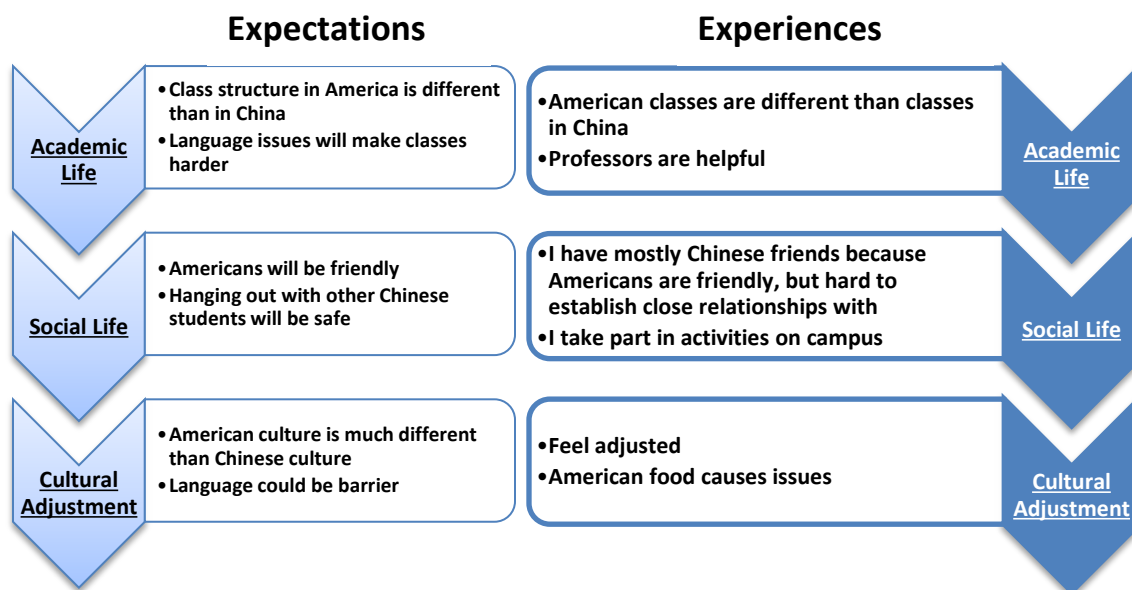 Expectations
Experiences
Academic
Life
•Class structure in America is different
than in China
•Language issues will make classes
harder
•American classes are different than classes
in China
•Professors are helpful
Academic
Life
Social Life
•Americans will be friendly
•Hanging out with other Chinese
students will be safe
•I have mostly Chinese friends because
Americans are friendly, but hard to
establish close relationships with
•I take part in activities on campus
Social Life
Cultural
Adjustment
•American culture is much different
than Chinese culture
•Language could be barrier
•Feel adjusted
•American food causes issues
Cultural
Adjustment